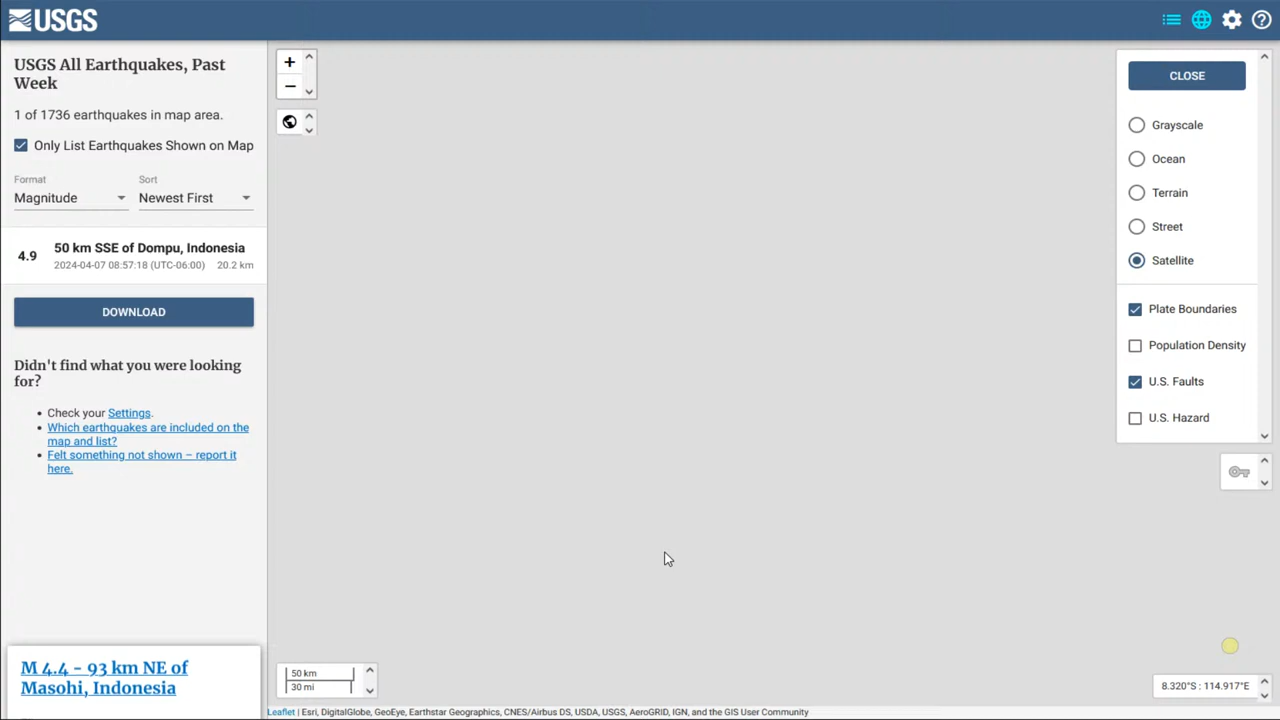 USGS
USGS All Earthquakes, Past
Week
1 of 1736 earthquakes in map area.
Only List Earthquakes Shown on Map
Format
Sort
Magnitude
Newest First
4.9
50 km SSE of Dompu, Indonesia
2024-04-07 08:57:18 (UTC-06:00) 20.2 km
DOWNLOAD
Didn't find what you were looking
for?
• Check your Settings.
• Which earthquakes are included on the
map and list?
• Felt something not shown – report it
here.
M 4.4 - 93 km NE of
Masohi, Indonesia
+
−
50 km
30 mi
CLOSE
Grayscale
Ocean
Terrain
Street
Satellite
Plate Boundaries
Population Density
U.S. Faults
U.S. Hazard
8.320°S : 114.917°E
Leaflet | Esri, DigitalGlobe, GeoEye, Earthstar Geographics, CNES/Airbus DS, USDA, USGS, AeroGRID, IGN, and the GIS User Community